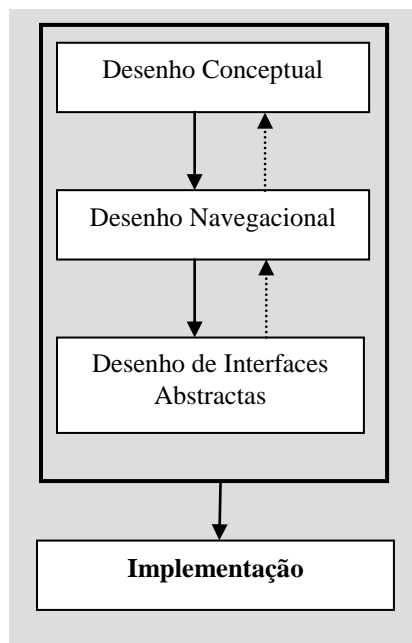 Desenho Conceptual
Desenho Navegacional
Desenho de Interfaces
Abstractas
Implementação